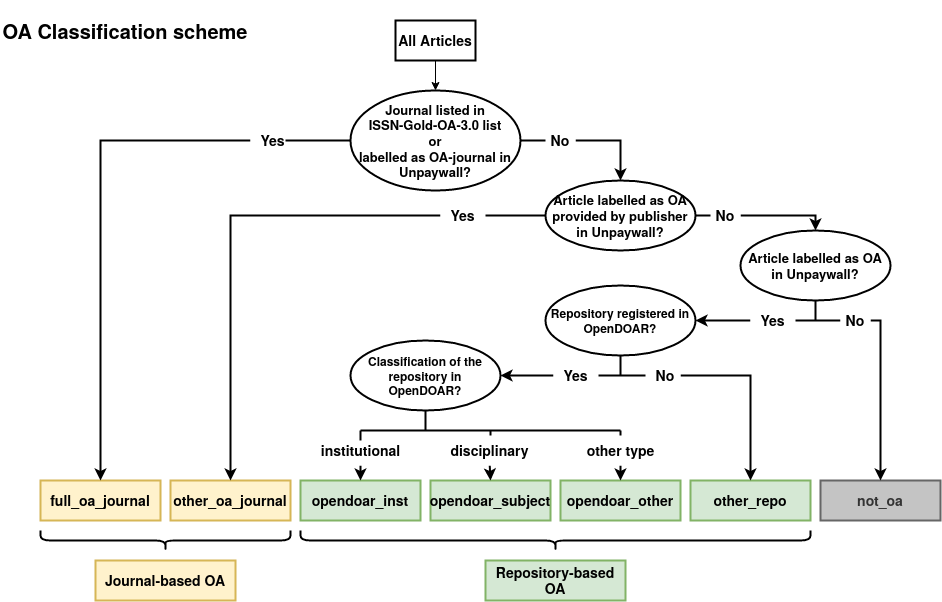 OA Classification scheme
All Articles
Journal listed in
ISSN-Gold-OA-3.0 list
or
labelled as OA-journal in
Unpaywall?
Yes
No
Article labelled as OA
provided by publisher
in Unpaywall?
Yes
No
Article labelled as OA
in Unpaywall?
Yes
No
Repository registered in
OpenDOAR?
Yes
No
Classification of the
repository in
OpenDOAR?
institutional
disciplinary
other type
full_oa_journal
other_oa_journal
opendoar_inst
opendoar_subject
opendoar_other
other_repo
not_oa
Journal-based OA
Repository-based
OA